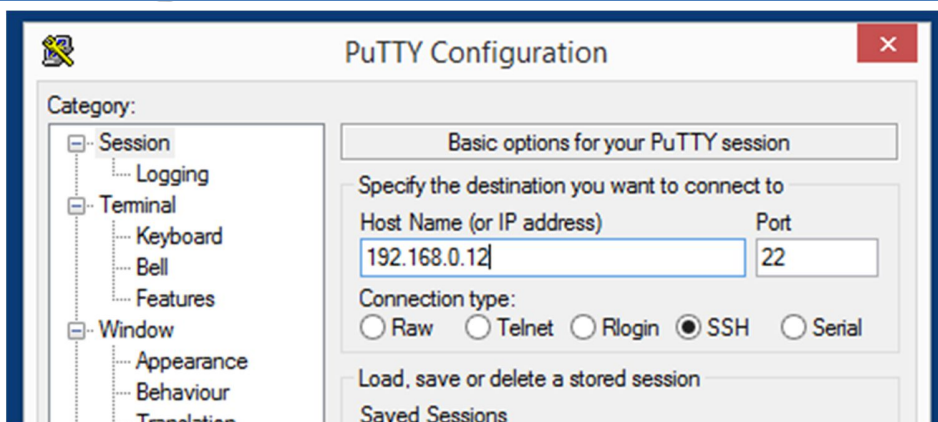 PuTTY Configuration
Category:
Session
Logging
Terminal
Keyboard
Bell
Features
Window
Appearance
Behaviour
Translation
Basic options for your PuTTY session
Specify the destination you want to connect to
Host Name (or IP address) Port
192.168.0.12 22
Connection type:
Raw Telnet Rlogin SSH Serial
Load, save or delete a stored session
Saved Sessions